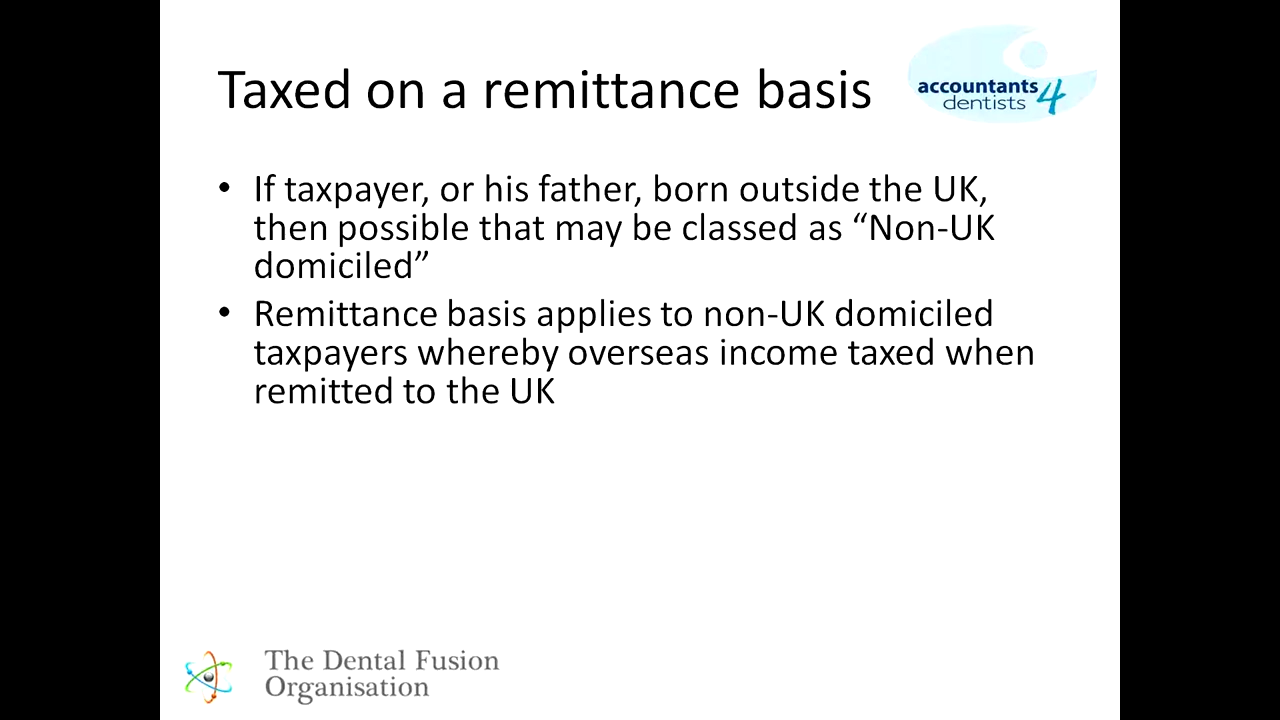 Taxed on a remittance basis
accountants
dentists 4
• If taxpayer, or his father, born outside the UK,
then possible that may be classed as “Non-UK
domiciled”
• Remittance basis applies to non-UK domiciled
taxpayers whereby overseas income taxed when
remitted to the UK
The Dental Fusion
Organisation